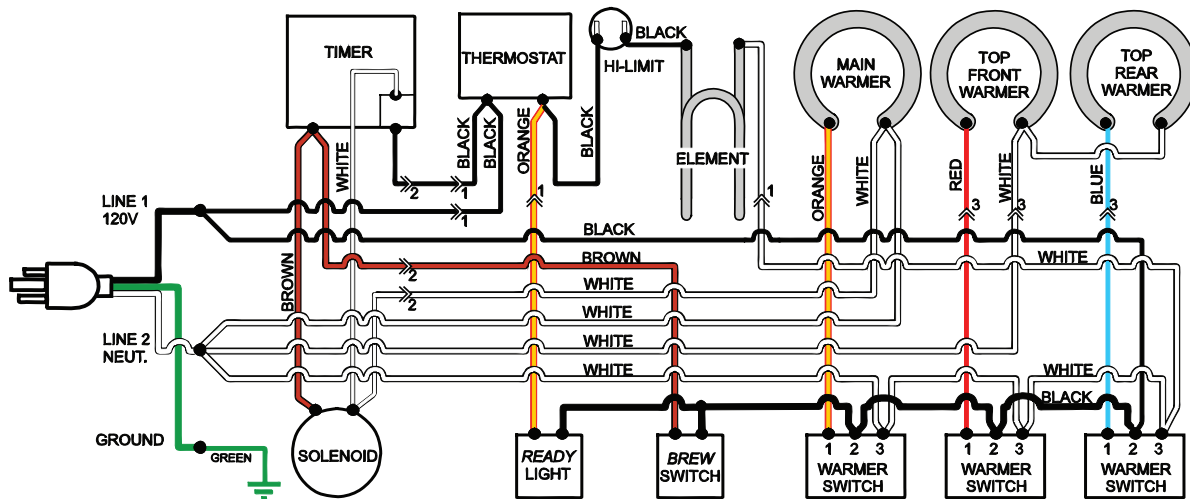 TIMER
THERMOSTAT
HI-LIMIT
BLACK
ELEMENT
MAIN
WARMER
TOP
FRONT
WARMER
TOP
REAR
WARMER
WHITE
BLACK
BLACK
ORANGE
BLACK
ORANGE
WHITE
RED
WHITE
BLUE
2
1
1
1
1
3
3
3
LINE 1
120V
BLACK
BROWN
2
BROWN
WHITE
2
WHITE
WHITE
LINE 2
NEUT.
WHITE
WHITE
WHITE
BLACK
GROUND
GREEN
SOLENOID
READY
LIGHT
BREW
SWITCH
1 2 3
WARMER
SWITCH
1 2 3
WARMER
SWITCH
1 2 3
WARMER
SWITCH